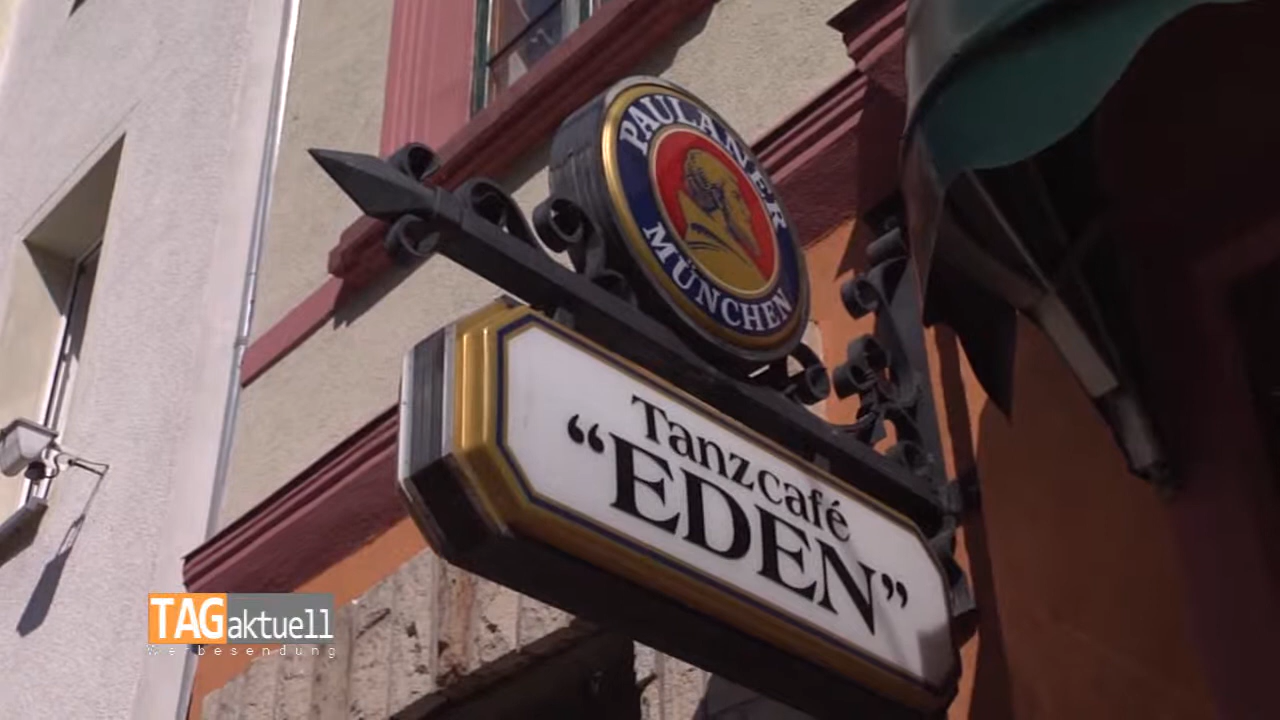 PAULANER
MÜNCHEN
Tanzcafé
“EDEN”
TAGaktuell
Werbesendung